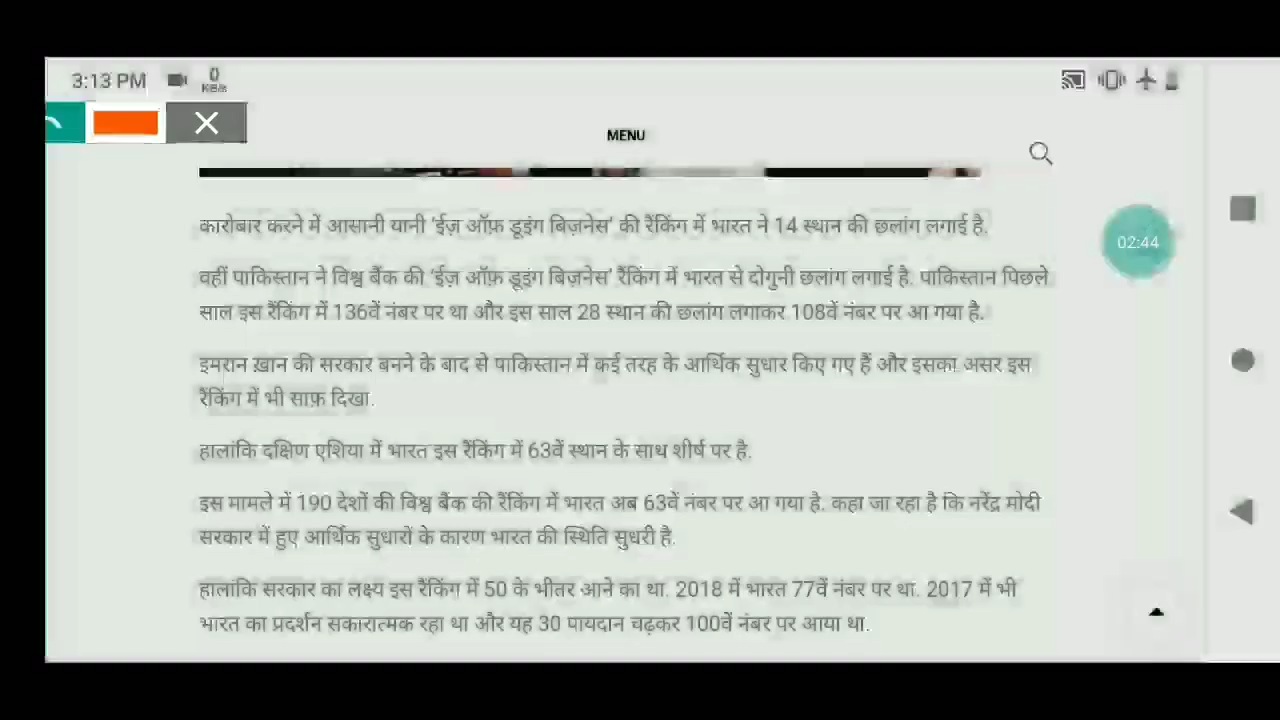 3:13 PM
0
KB/s
MENU
कारोबार करने में आसानी यानी 'ईज़ ऑफ़ डूइंग बिज़नेस' की रैंकिंग में भारत ने 14 स्थान की छलांग लगाई है.
वहीं पाकिस्तान ने विश्व बैंक की 'ईज़ ऑफ़ डूइंग बिज़नेस' रैंकिंग में भारत से दोगुनी छलांग लगाई है. पाकिस्तान पिछले
साल इस रैंकिंग में 136वें नंबर पर था और इस साल 28 स्थान की छलांग लगाकर 108वें नंबर पर आ गया है.
02:44
इमरान ख़ान की सरकार बनने के बाद से पाकिस्तान में कई तरह के आर्थिक सुधार किए गए हैं और इसका असर इस
रैंकिंग में भी साफ़ दिखा.
हालांकि दक्षिण एशिया में भारत इस रैंकिंग में 63वें स्थान के साथ शीर्ष पर है.
इस मामले में 190 देशों की विश्व बैंक की रैंकिंग में भारत अब 63वें नंबर पर आ गया है. कहा जा रहा है कि नरेंद्र मोदी
सरकार में हुए आर्थिक सुधारों के कारण भारत की स्थिति सुधरी है.
हालांकि सरकार का लक्ष्य इस रैंकिंग में 50 के भीतर आने का था. 2018 में भारत 77वें नंबर पर था. 2017 में भी
भारत का प्रदर्शन सकारात्मक रहा था और यह 30 पायदान चढ़कर 100वें नंबर पर आया था.